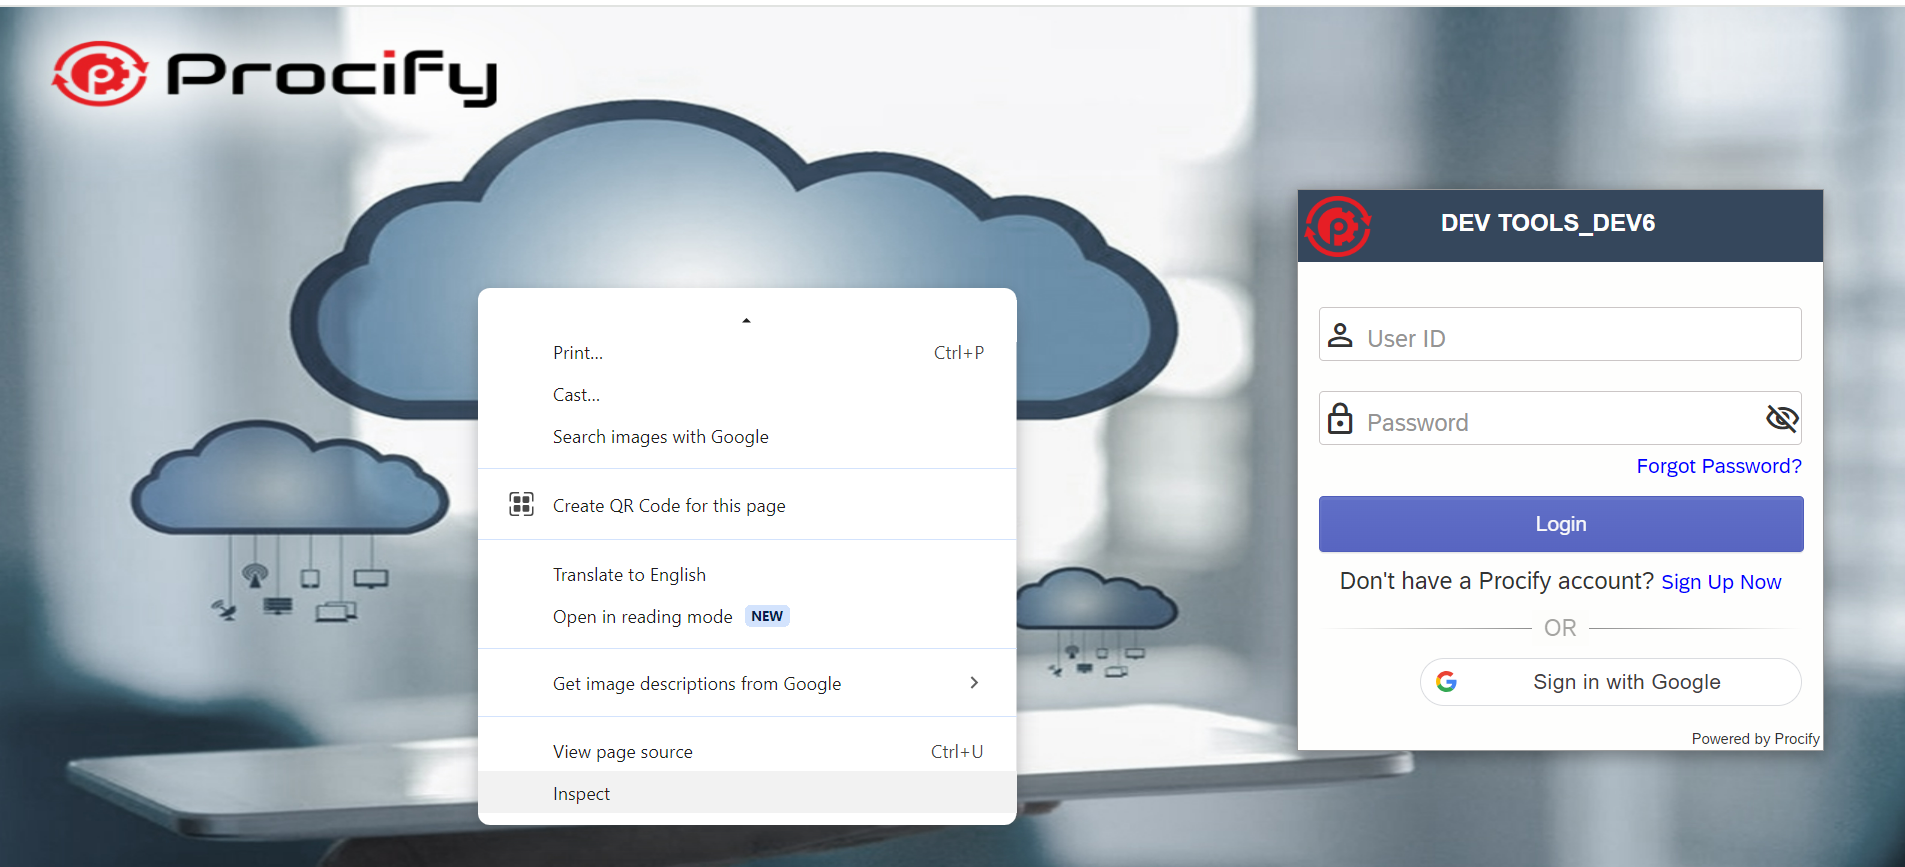 Procify
Print...
Ctrl+P
Cast...
Search images with Google
Create QR Code for this page
Translate to English
Open in reading mode NEW
Get image descriptions from Google
View page source
Ctrl+U
Inspect
DEV TOOLS_DEV6
User ID
Password
Forgot Password?
Login
Don't have a Procify account? Sign Up Now
OR
Sign in with Google
Powered by Procify